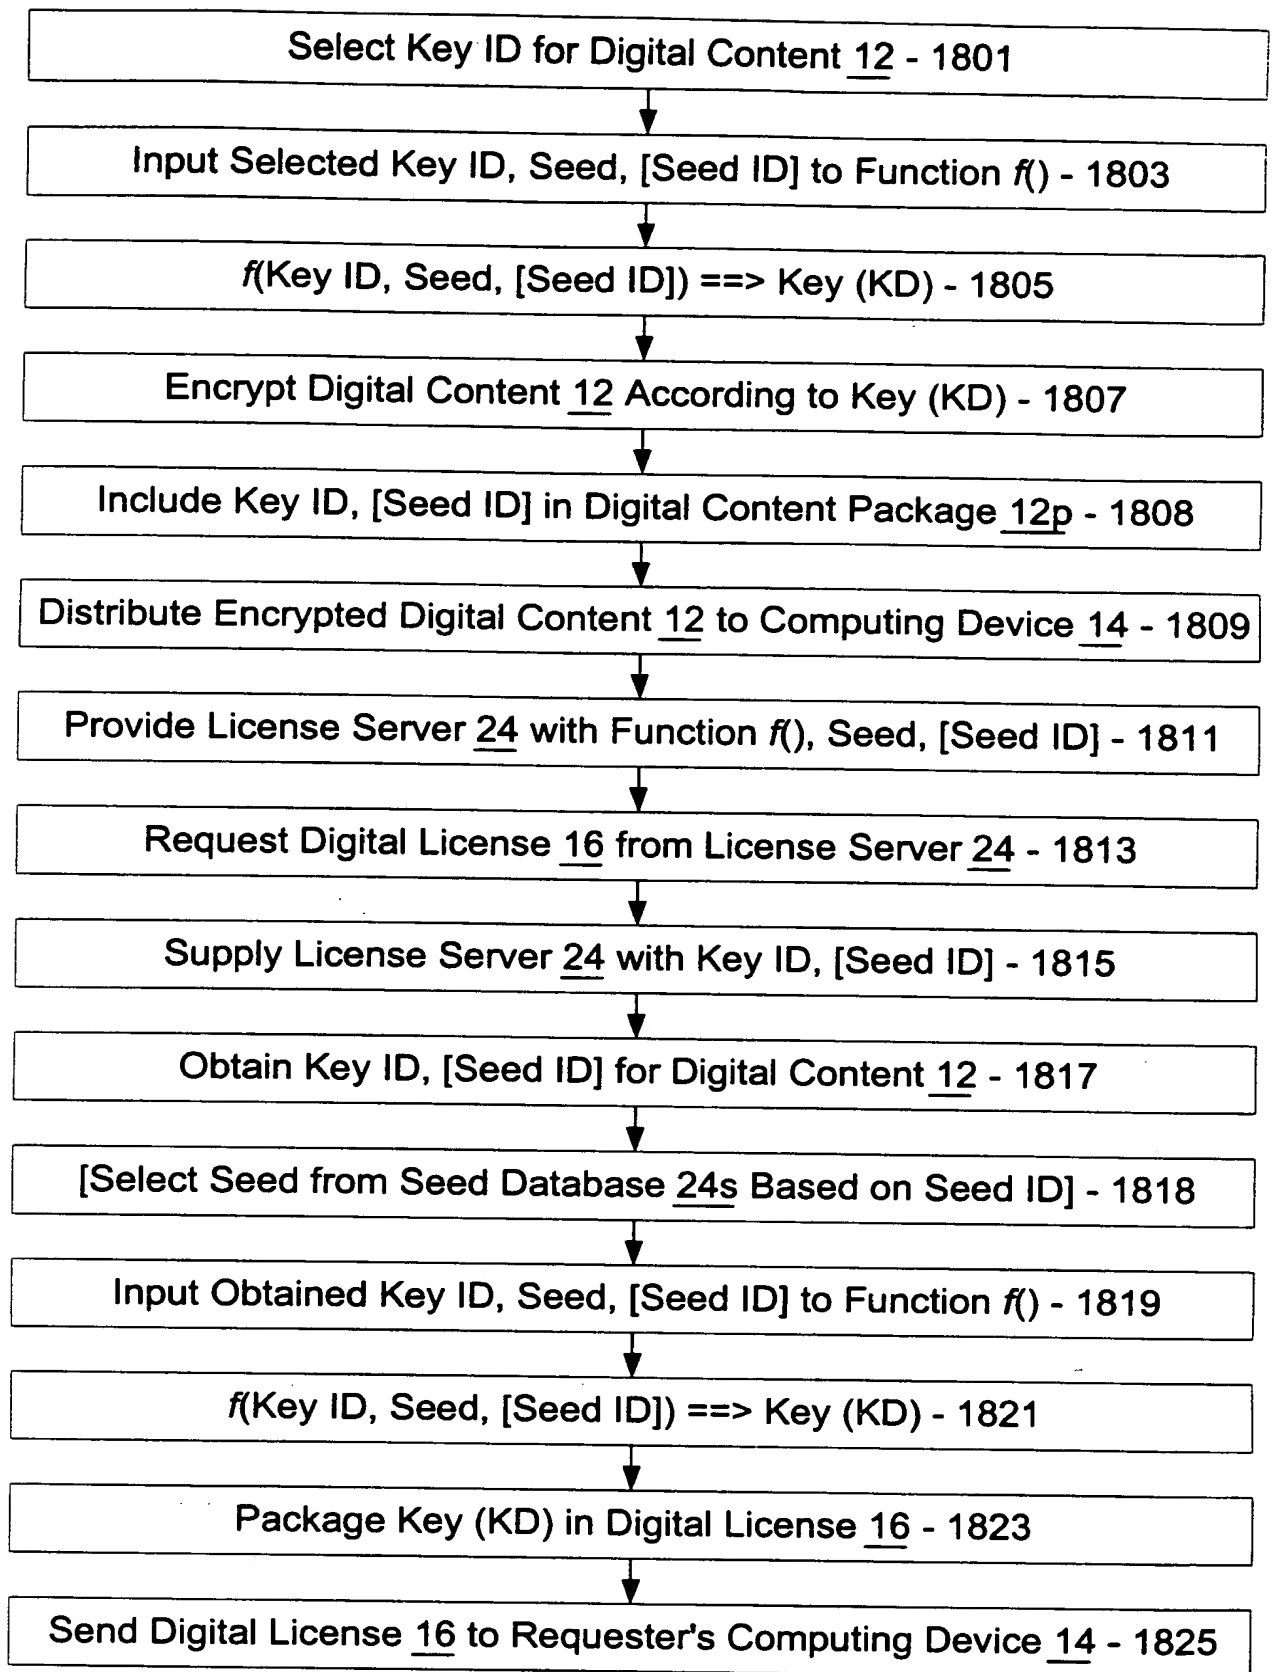 Select Key ID for Digital Content 12 - 1801
Input Selected Key ID, Seed, [Seed ID] to Function f() - 1803
f(Key ID, Seed, [Seed ID]) ==> Key (KD) - 1805
Encrypt Digital Content 12 According to Key (KD) - 1807
Include Key ID, [Seed ID] in Digital Content Package 12p - 1808
Distribute Encrypted Digital Content 12 to Computing Device 14 - 1809
Provide License Server 24 with Function f(), Seed, [Seed ID] - 1811
Request Digital License 16 from License Server 24 - 1813
Supply License Server 24 with Key ID, [Seed ID] - 1815
Obtain Key ID, [Seed ID] for Digital Content 12 - 1817
[Select Seed from Seed Database 24s Based on Seed ID] - 1818
Input Obtained Key ID, Seed, [Seed ID] to Function f() - 1819
f(Key ID, Seed, [Seed ID]) ==> Key (KD) - 1821
Package Key (KD) in Digital License 16 - 1823
Send Digital License 16 to Requester's Computing Device 14 - 1825